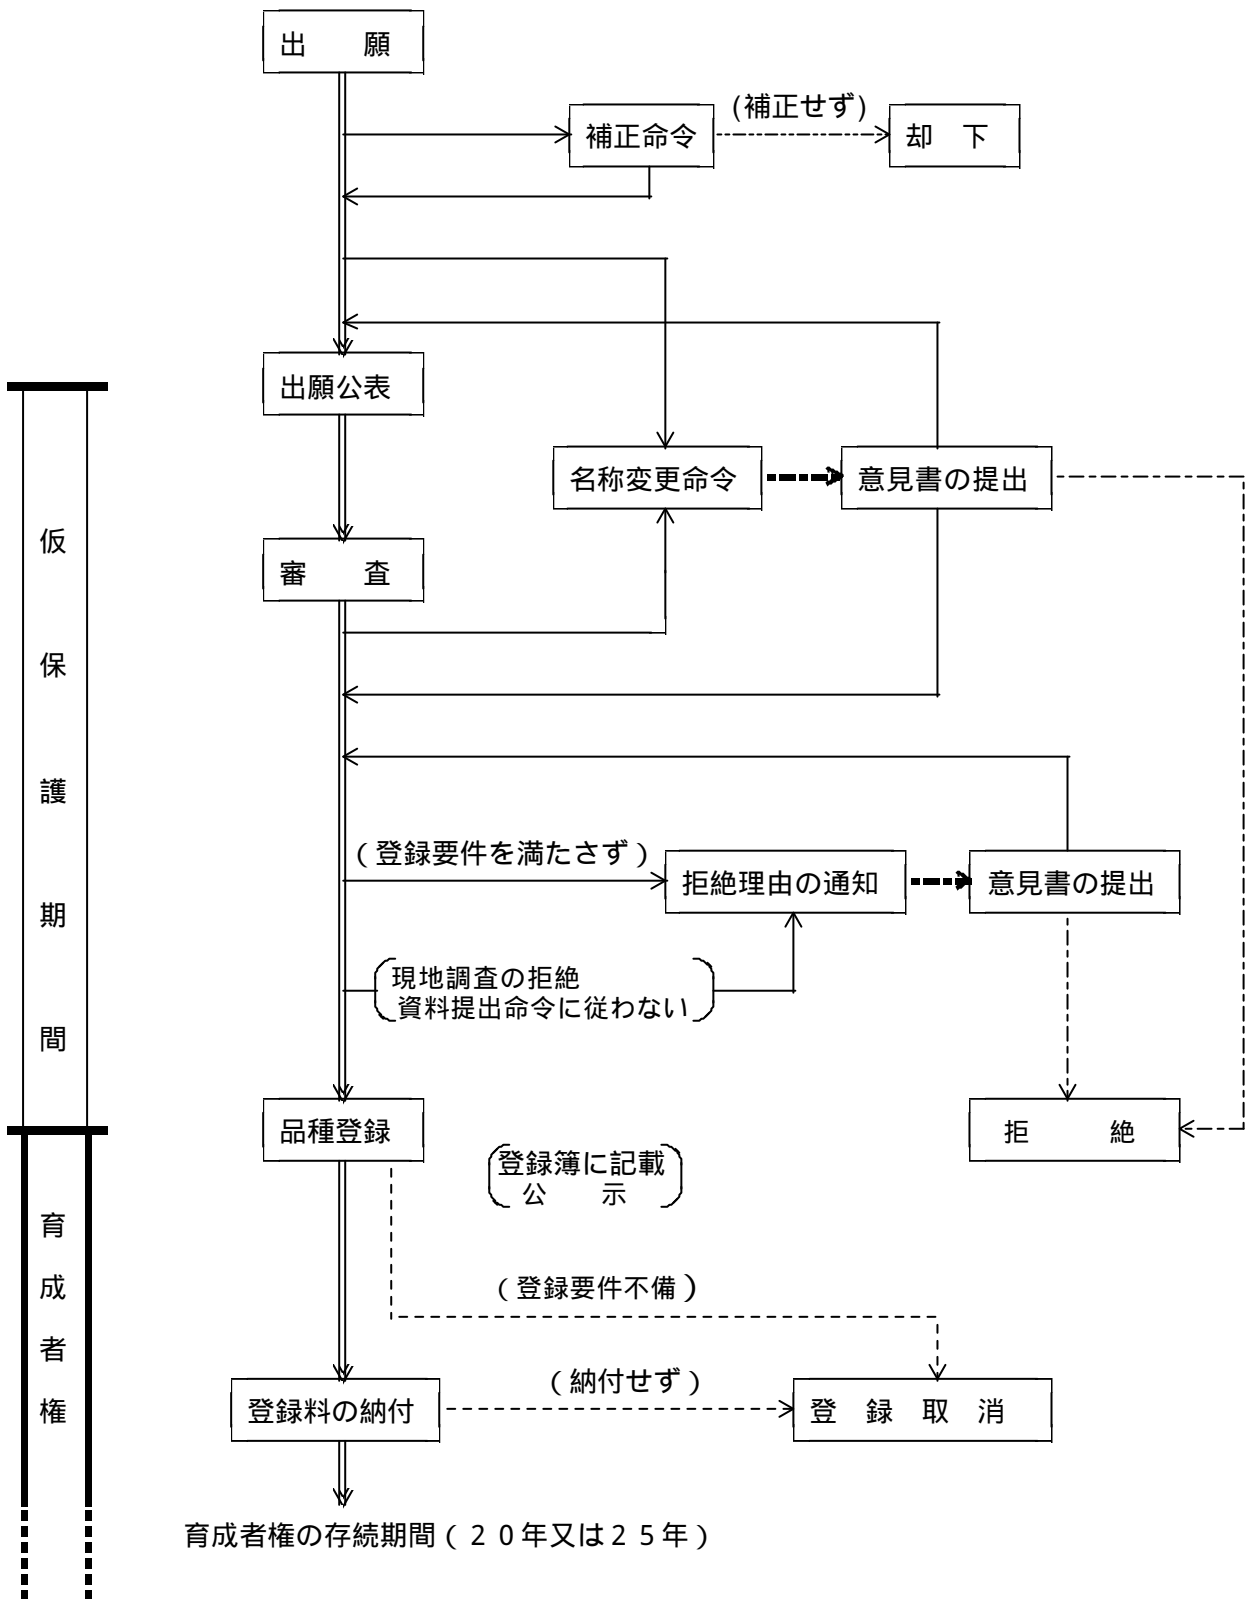 出　　願
(補正せず)
補正命令
却　下
出願公表
名称変更命令
意見書の提出
審　　査
仮保護期間
(登録要件を満たさず)
拒絶理由の通知
意見書の提出
現地調査の拒絶
資料提出命令に従わない
品種登録
拒　　絶
登録簿に記載
公　　示
育成者権
(登録要件不備)
(納付せず)
登録料の納付
登　録　取　消
育成者権の存続期間(２０年又は２５年)